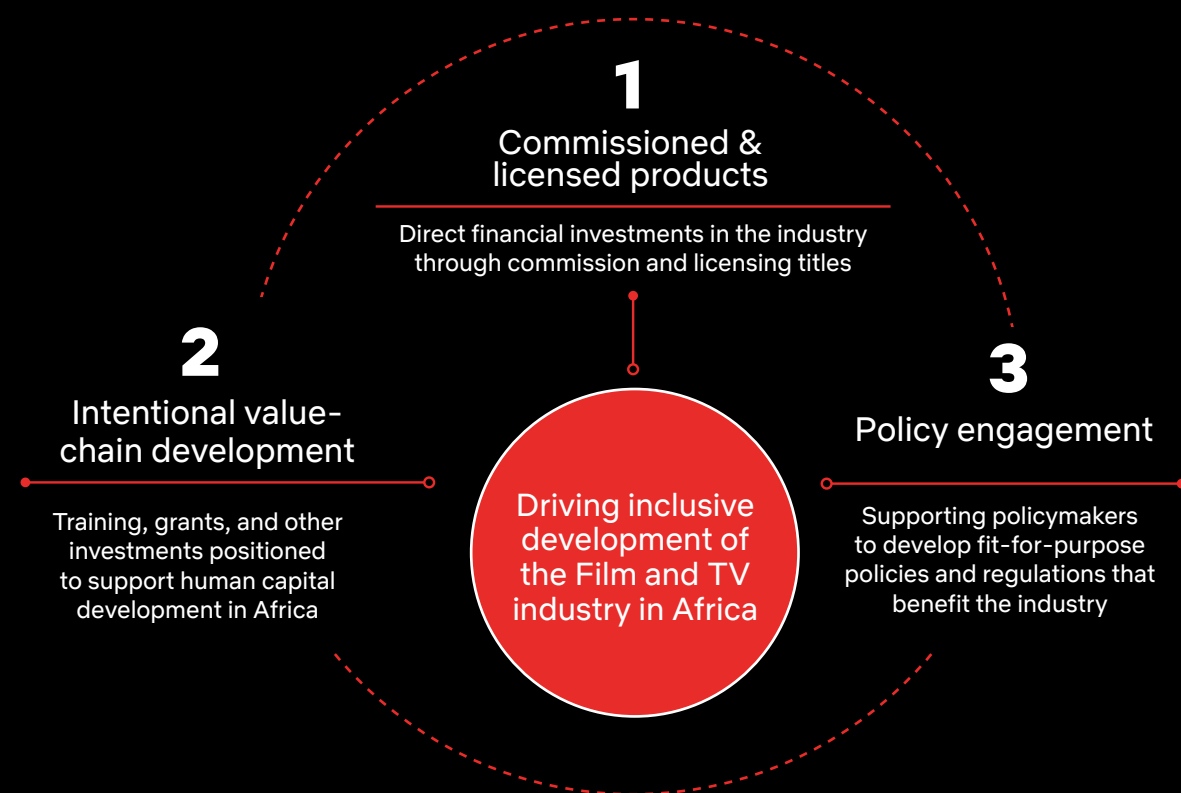 1
Commissioned &
licensed products
Direct financial investments in the industry
through commission and licensing titles
2
Intentional value-
chain development
Training, grants, and other
investments positioned
to support human capital
development in Africa
Driving inclusive
development of
the Film and TV
industry in Africa
3
Policy engagement
Supporting policymakers
to develop fit-for-purpose
policies and regulations that
benefit the industry